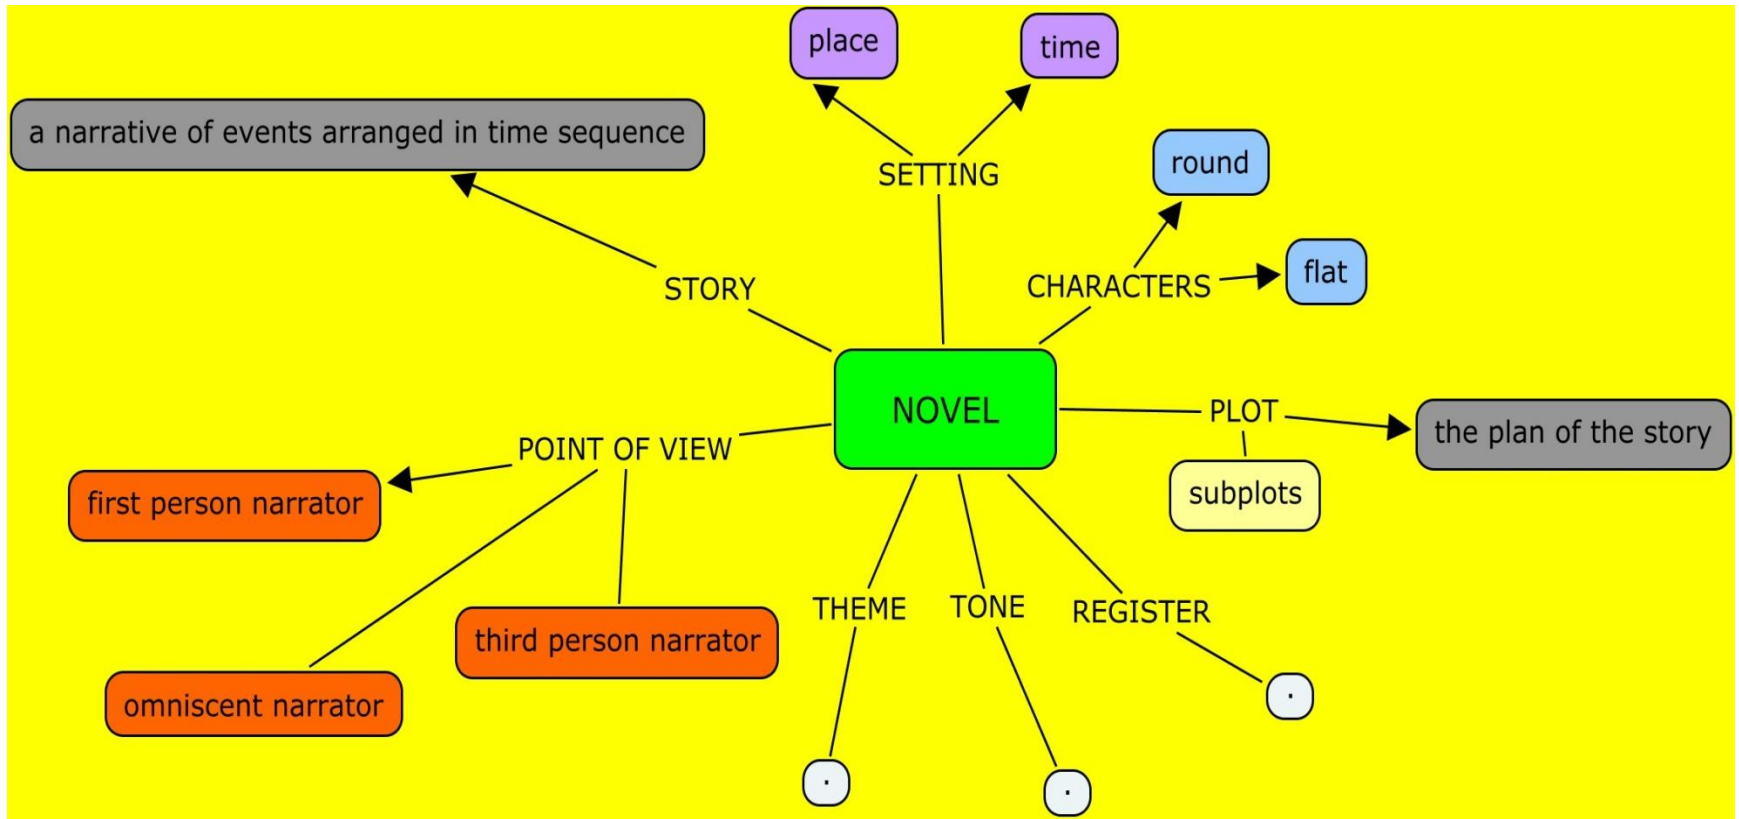 place
time
a narrative of events arranged in time sequence
round
SETTING
flat
STORY
CHARACTERS
NOVEL
PLOT
the plan of the story
POINT OF VIEW
subplots
first person narrator
THEME
TONE
REGISTER
third person narrator
omniscent narrator
.
.
.